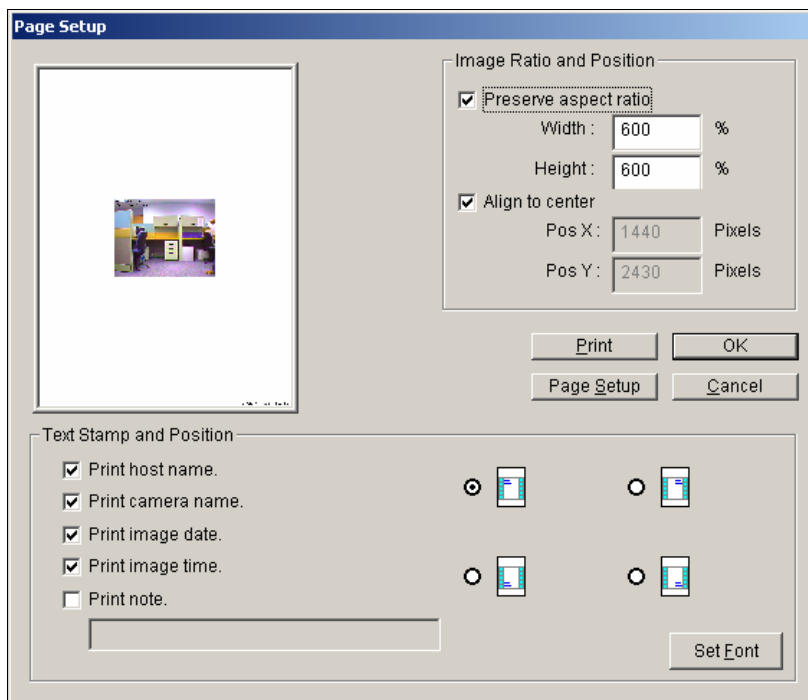 Page Setup
Image Ratio and Position
Preserve aspect ratio
Width : 600 %
Height : 600 %
Align to center
Pos X : 1440 Pixels
Pos Y : 2430 Pixels
Print OK
Page Setup Cancel
Text Stamp and Position
Print host name.
Print camera name.
Print image date.
Print image time.
Print note.
Set Font